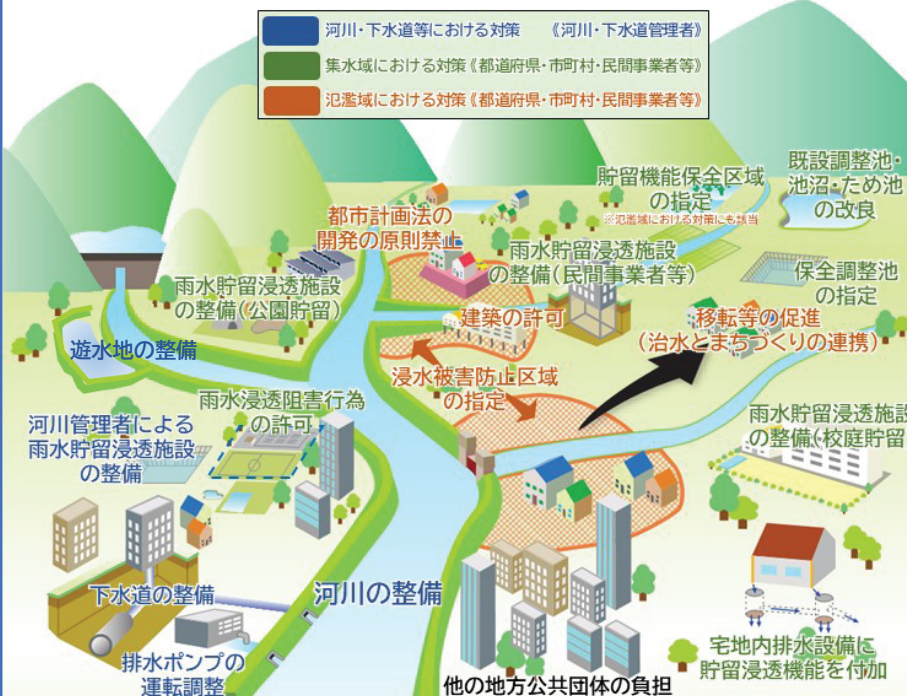 河川・下水道等における対策 《河川・下水道管理者》
集水域における対策《都道府県・市町村・民間事業者等》
氾濫域における対策《都道府県・市町村・民間事業者等》
貯留機能保全区域
の指定
※氾濫域における対策にも該当
既設調整池・
池沼・ため池
の改良
都市計画法の
開発の原則禁止
雨水貯留浸透施設
の整備(民間事業者等)
保全調整池
の指定
雨水貯留浸透施設
の整備(公園貯留)
建築の許可
移転等の促進
(治水とまちづくりの連携)
遊水地の整備
浸水被害防止区域
の指定
雨水浸透阻害行為
の許可
河川管理者による
雨水貯留浸透施設
の整備
雨水貯留浸透施設
の整備(校庭貯留
下水道の整備
河川の整備
排水ポンプの
運転調整
宅地内排水設備に
貯留浸透機能を付加
他の地方公共団体の負担